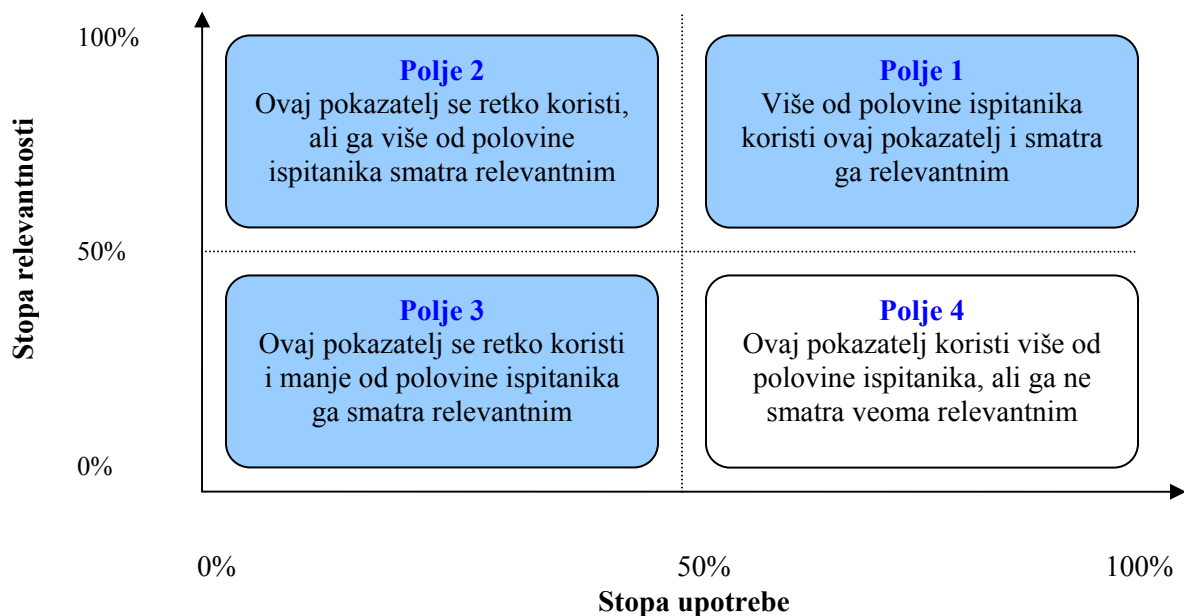 Stopa relevantnosti
100%
Polje 2
Ovaj pokazatelj se retko koristi,
ali ga više od polovine
ispitanika smatra relevantnim
Polje 1
Više od polovine ispitanika
koristi ovaj pokazatelj i smatra
ga relevantnim
50%
Polje 3
Ovaj pokazatelj se retko koristi
i manje od polovine ispitanika
ga smatra relevantnim
Polje 4
Ovaj pokazatelj koristi više od
polovine ispitanika, ali ga ne
smatra veoma relevantnim
0%
0%
50%
100%
Stopa upotrebe